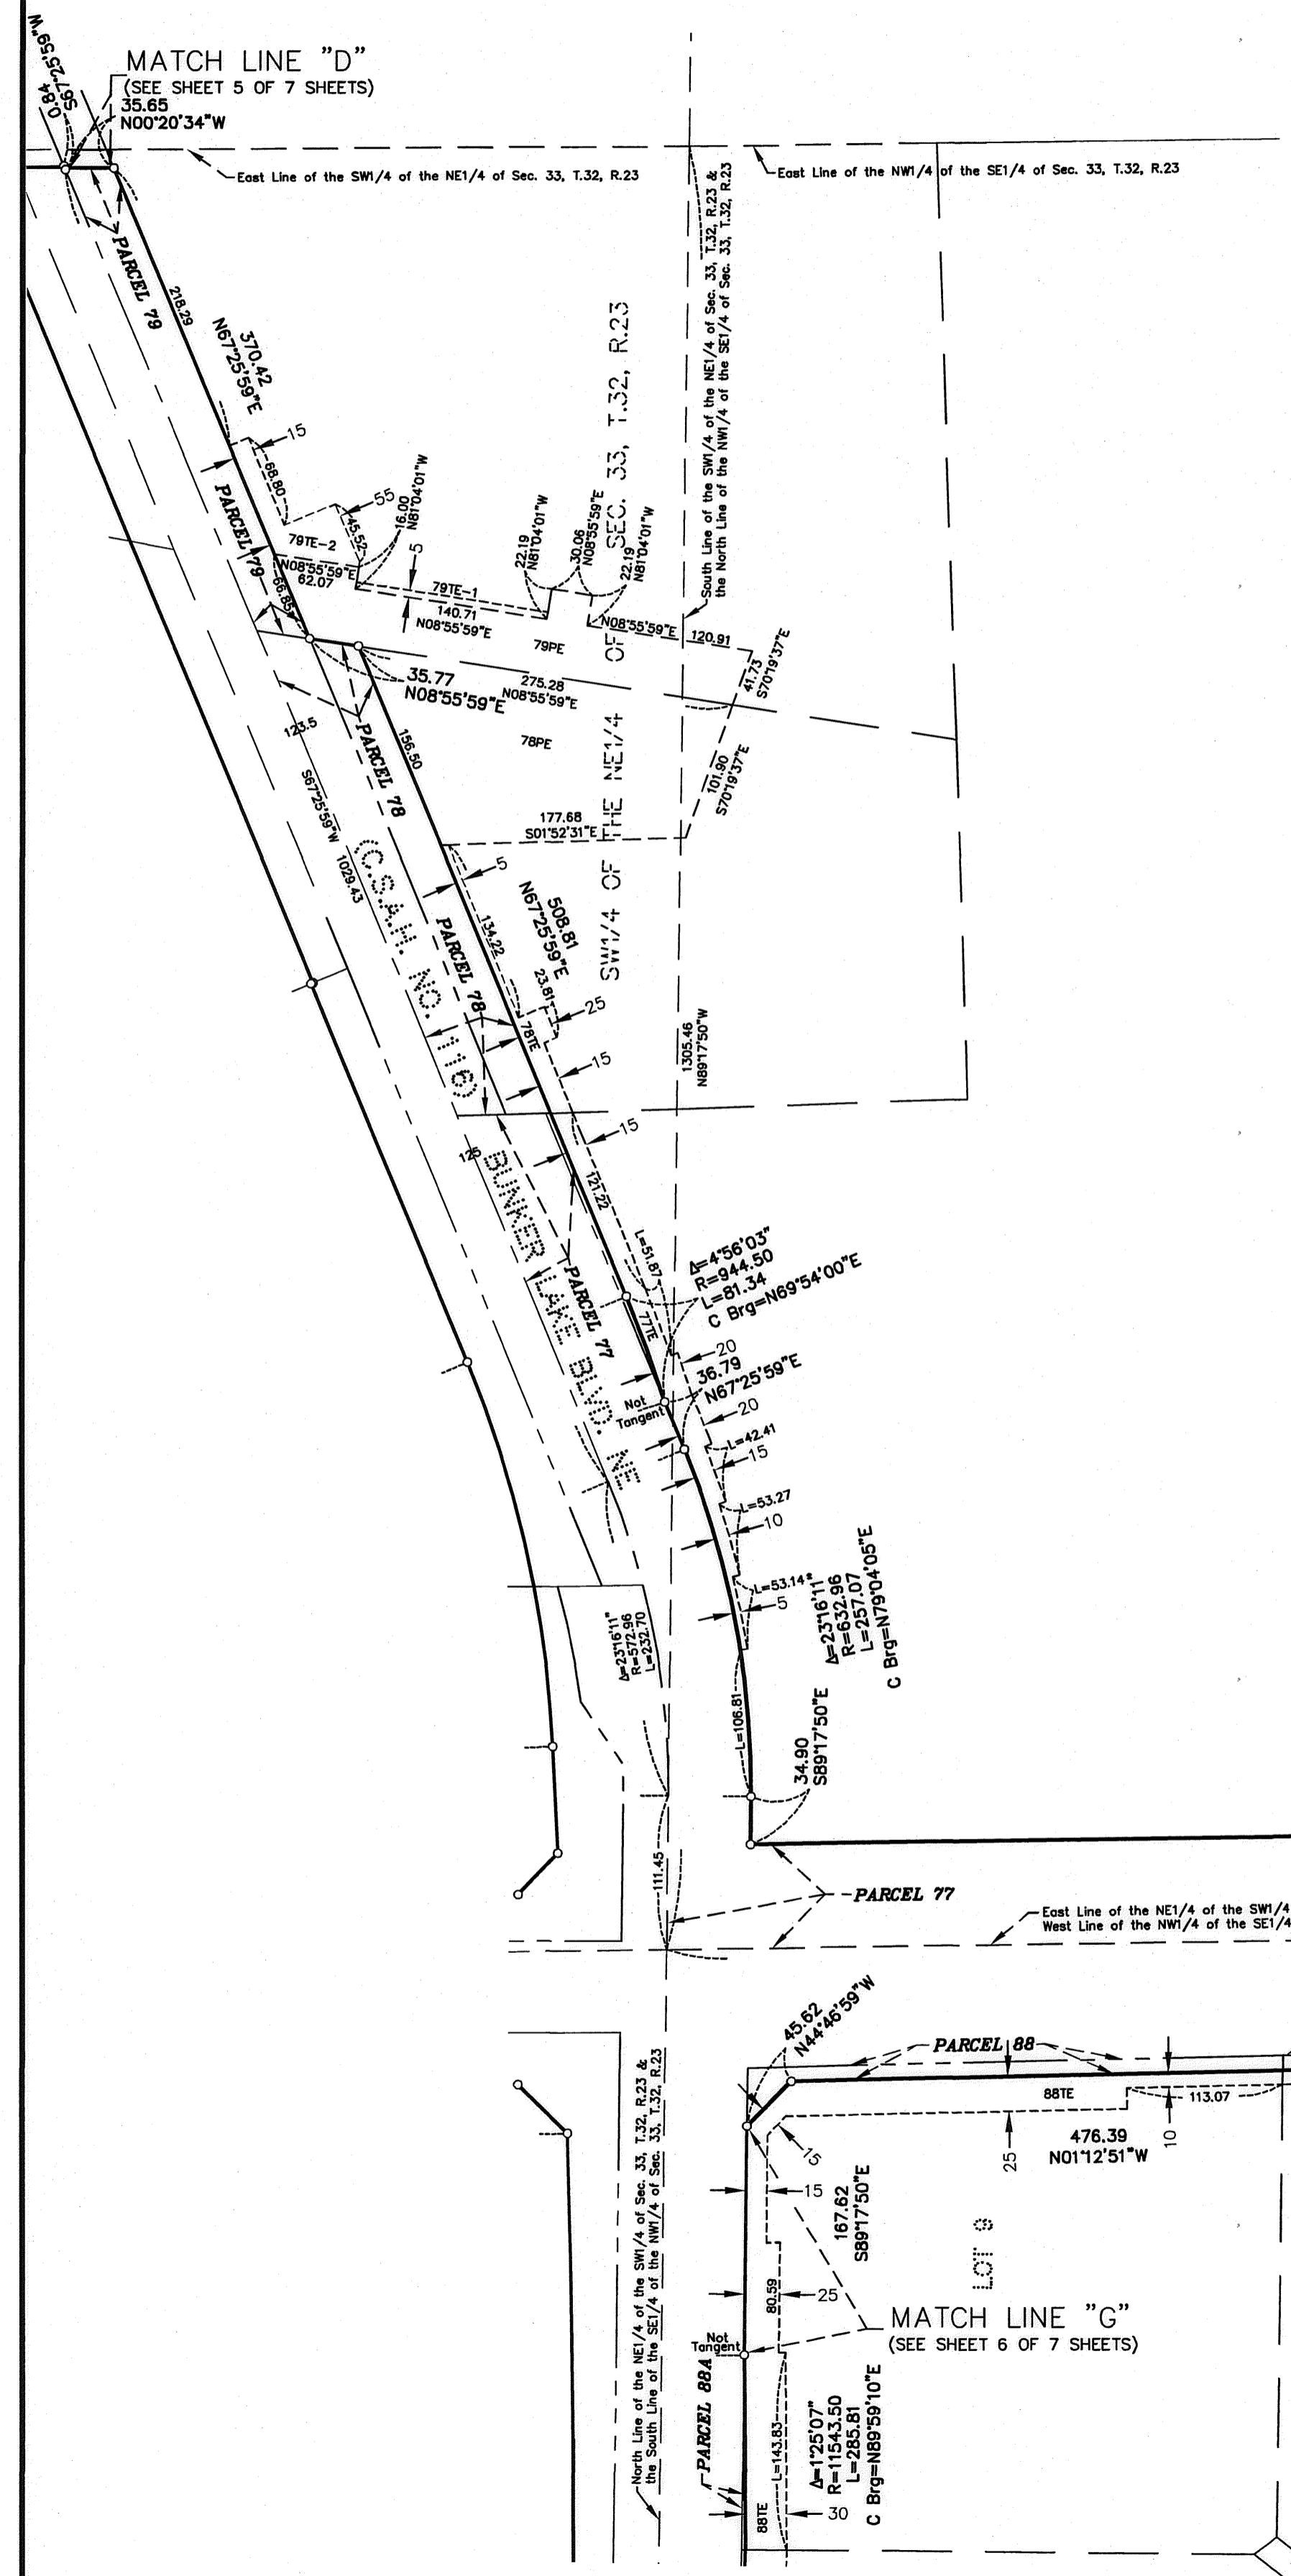 0.84
S67°25'59"W
MATCH LINE "D"
(SEE SHEET 5 OF 7 SHEETS)
35.65
N00°20'34"W
East Line of the SW1/4 of the NE1/4 of Sec. 33, T.32, R.23
East Line of the NW1/4 of the SE1/4 of Sec. 33, T.32, R.23
South Line of the SW1/4 of the NE1/4 of Sec. 33, T.32, R.23 &
the North Line of the NW1/4 of the SE1/4 of Sec. 33, T.32, R.23
PARCEL 79
218.29
370.42
N67°25'59"E
15
68.80
PARCEL 79
55
45.52
16.00
N81°04'01"W
79TE-2
N08°55'59"E
62.07
66.85
5
79TE-1
140.71
N08°55'59"E
22.19
N81°04'01"W
30.06
N08°55'59"E
22.19
N81°04'01"W
N08°55'59"E
120.91
79PE
41.73
S70°19'37"E
35.77
N08°55'59"E
275.28
N08°55'59"E
78PE
101.90
S70°19'37"E
123.5
PARCEL 78
156.50
177.68
S01°52'31"E
S67°25'59"W
1029.43
SW1/4 OF THE NE1/4 OF SEC. 33, T.32, R.23
5
508.81
N67°25'59"E
134.22
PARCEL 78
23.81
25
78TE
15
(C.S.A.H. NO. 116)
1305.46
N89°17'50"W
15
125
121.22
BUNKER LAKE BLVD. NE
L=51.87
Δ=4°56'03"
R=944.50
L=81.34
C Brg=N69°54'00"E
PARCEL 77
77TE
20
36.79
N67°25'59"E
Not
Tangent
20
L=42.41
15
L=53.27
10
L=53.14*
5
Δ=23°16'11
R=632.96
L=257.07
C Brg=N79°04'05"E
Δ=23°16'11"
R=572.96
L=232.70
L=106.81
34.90
S89°17'50"E
111.45
PARCEL 77
East Line of the NE1/4 of the SW1/4
West Line of the NW1/4 of the SE1/4
45.62
N44°46'59"W
PARCEL 88
88TE
113.07
476.39
N01°12'51"W
10
25
15
15
167.62
S89°17'50"E
LOT 9
North Line of the NE1/4 of the SW1/4 of Sec. 33, T.32, R.23 &
the South Line of the SE1/4 of the NW1/4 of Sec. 33, T.32, R.23
80.59
25
MATCH LINE "G"
(SEE SHEET 6 OF 7 SHEETS)
Not
Tangent
PARCEL 88A
L=143.83
Δ=1°25'07"
R=11543.50
L=285.81
C Brg=N89°59'10"E
88TE
30